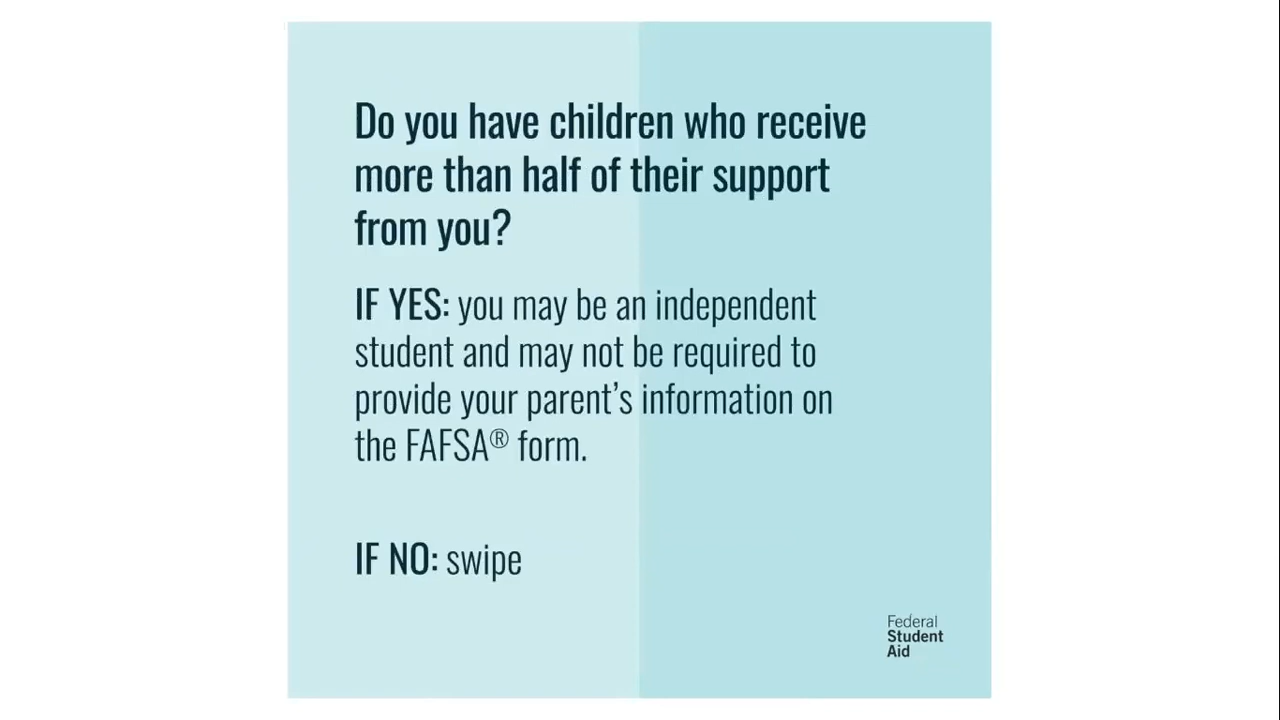 Do you have children who receive
more than half of their support
from you?
IF YES: you may be an independent
student and may not be required to
provide your parent’s information on
the FAFSA® form.
IF NO: swipe
Federal
Student
Aid